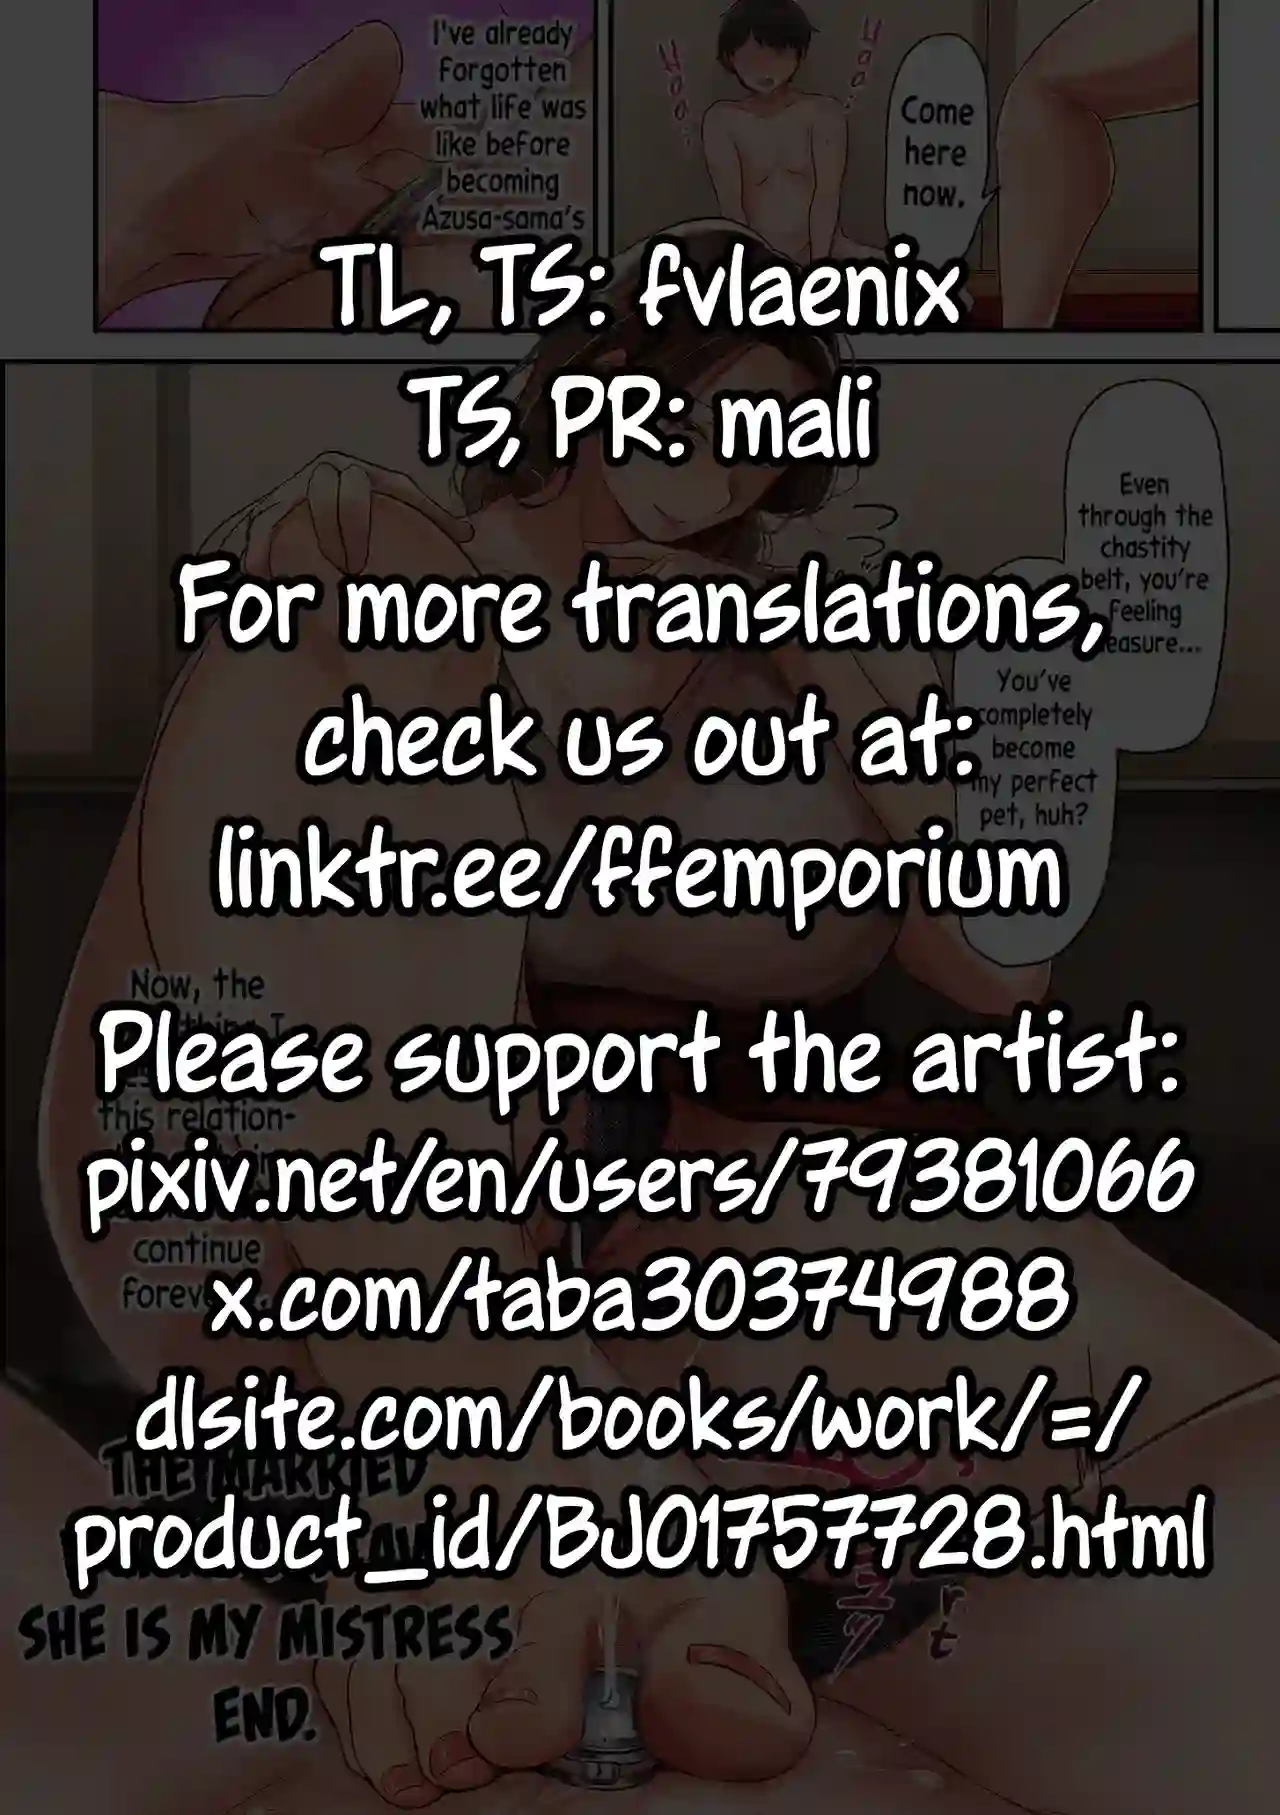 I've already
forgotten
what life was
like before
becoming
Azusa-sama's
Come
here
now.
TL, TS: fvlaenix
TS, PR: mali
Even
through the
chastity
belt, you're
feeling
You've
completely
become
my perfect
pet, huh?
For more translations,
check us out at:
linktr.ee/ffemporium
Now, the
this relation-
continue
Please support the artist:
pixiv.net/en/users/79381066
x.com/taba30374988
dlsite.com/books/work/=/
product_id/BJ01757728.html
THE MARRIED
SHE IS MY MISTRESS
END.